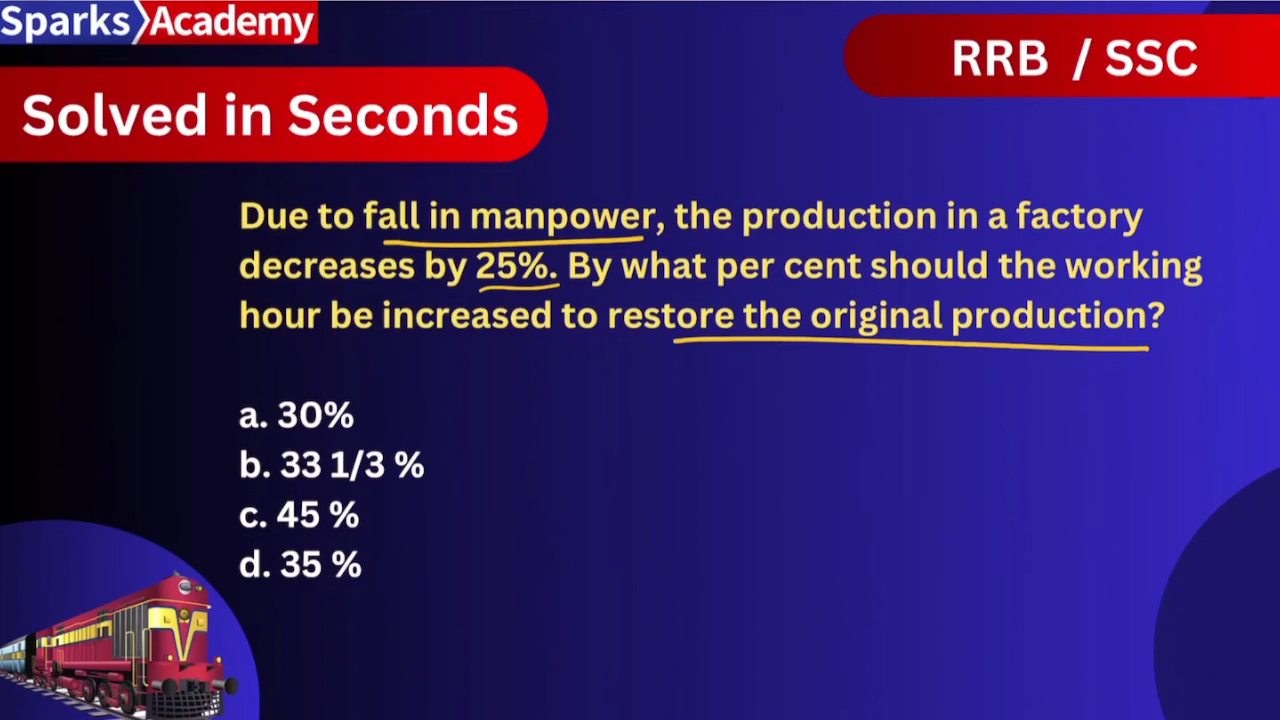 Sparks Academy
RRB / SSC
Solved in Seconds
Due to fall in manpower, the production in a factory
decreases by 25%. By what per cent should the working
hour be increased to restore the original production?
a. 30%
b. 33 1/3 %
c. 45 %
d. 35 %